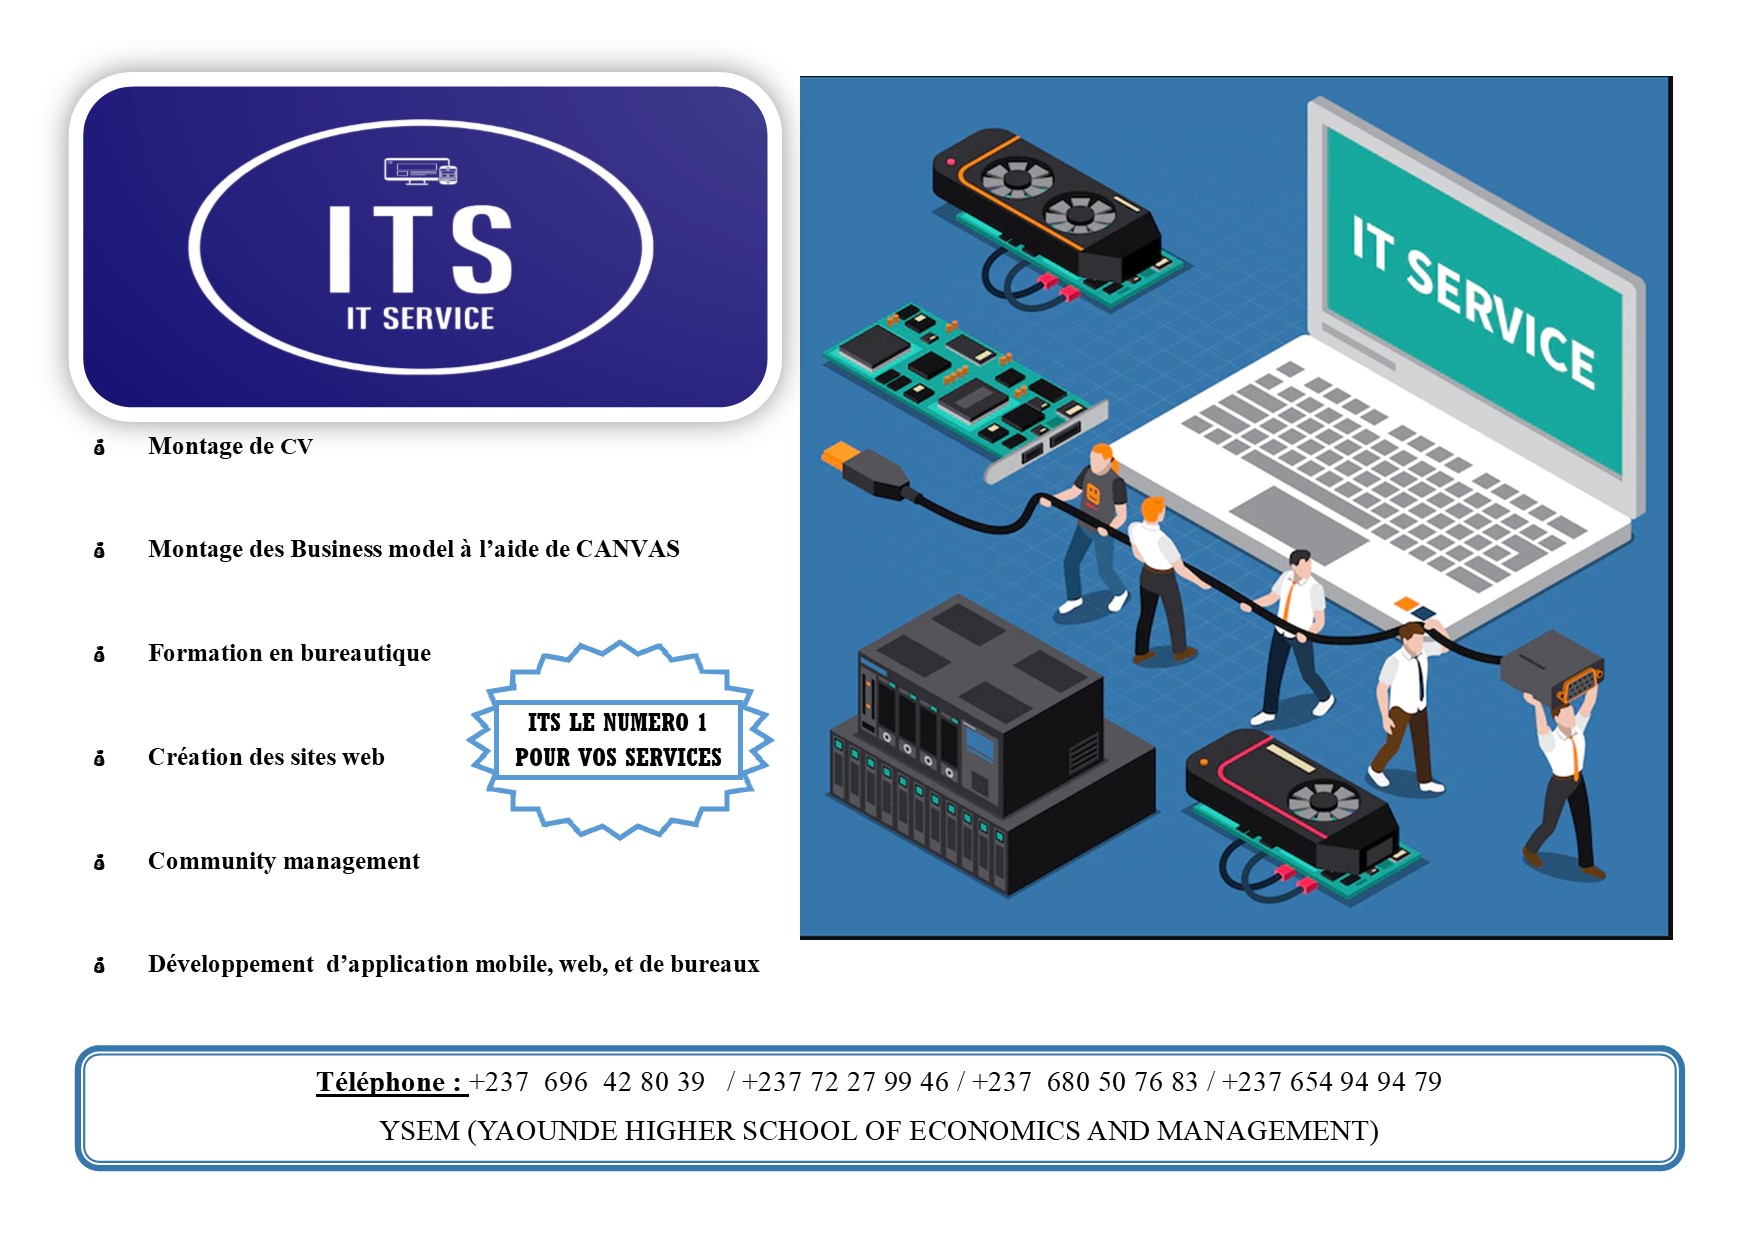 ITS
IT SERVICE
IT SERVICE
Montage de CV
Montage des Business model à l’aide de CANVAS
Formation en bureautique
ITS LE NUMERO 1
POUR VOS SERVICES
Création des sites web
Community management
Développement  d’application mobile, web, et de bureaux
Téléphone : +237  696  42 80 39   / +237 72 27 99 46 / +237  680 50 76 83 / +237 654 94 94 79
YSEM (YAOUNDE HIGHER SCHOOL OF ECONOMICS AND MANAGEMENT)